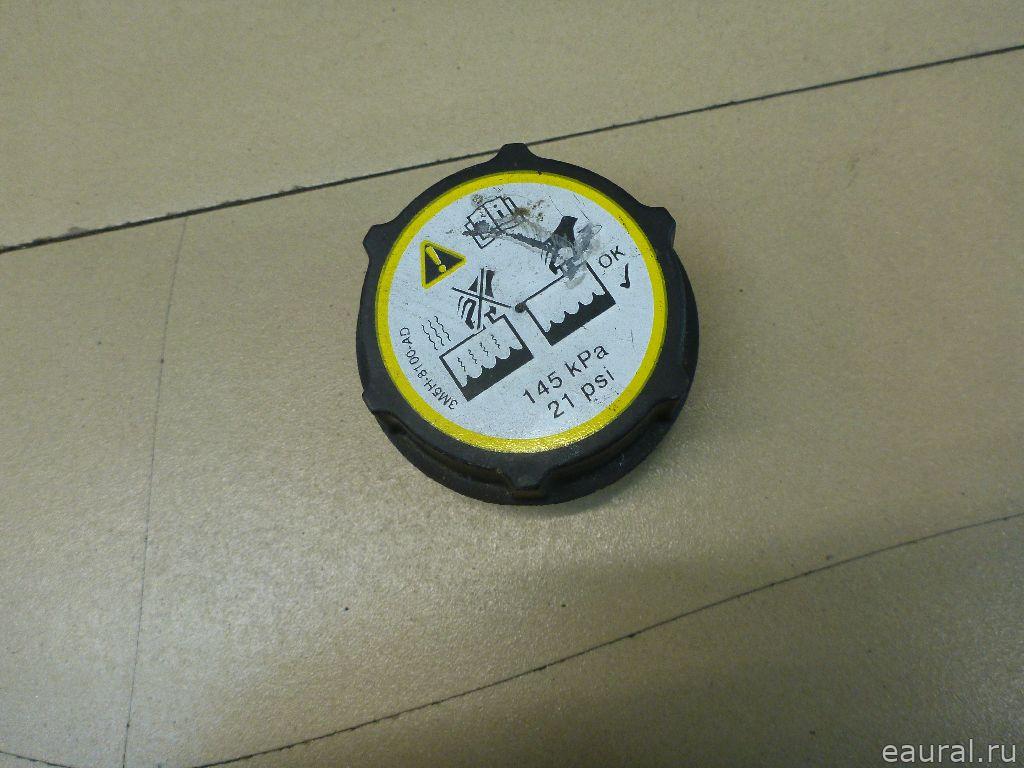 OK
145 kPa
21 psi
3M5H-8100-AD
eaural.ru